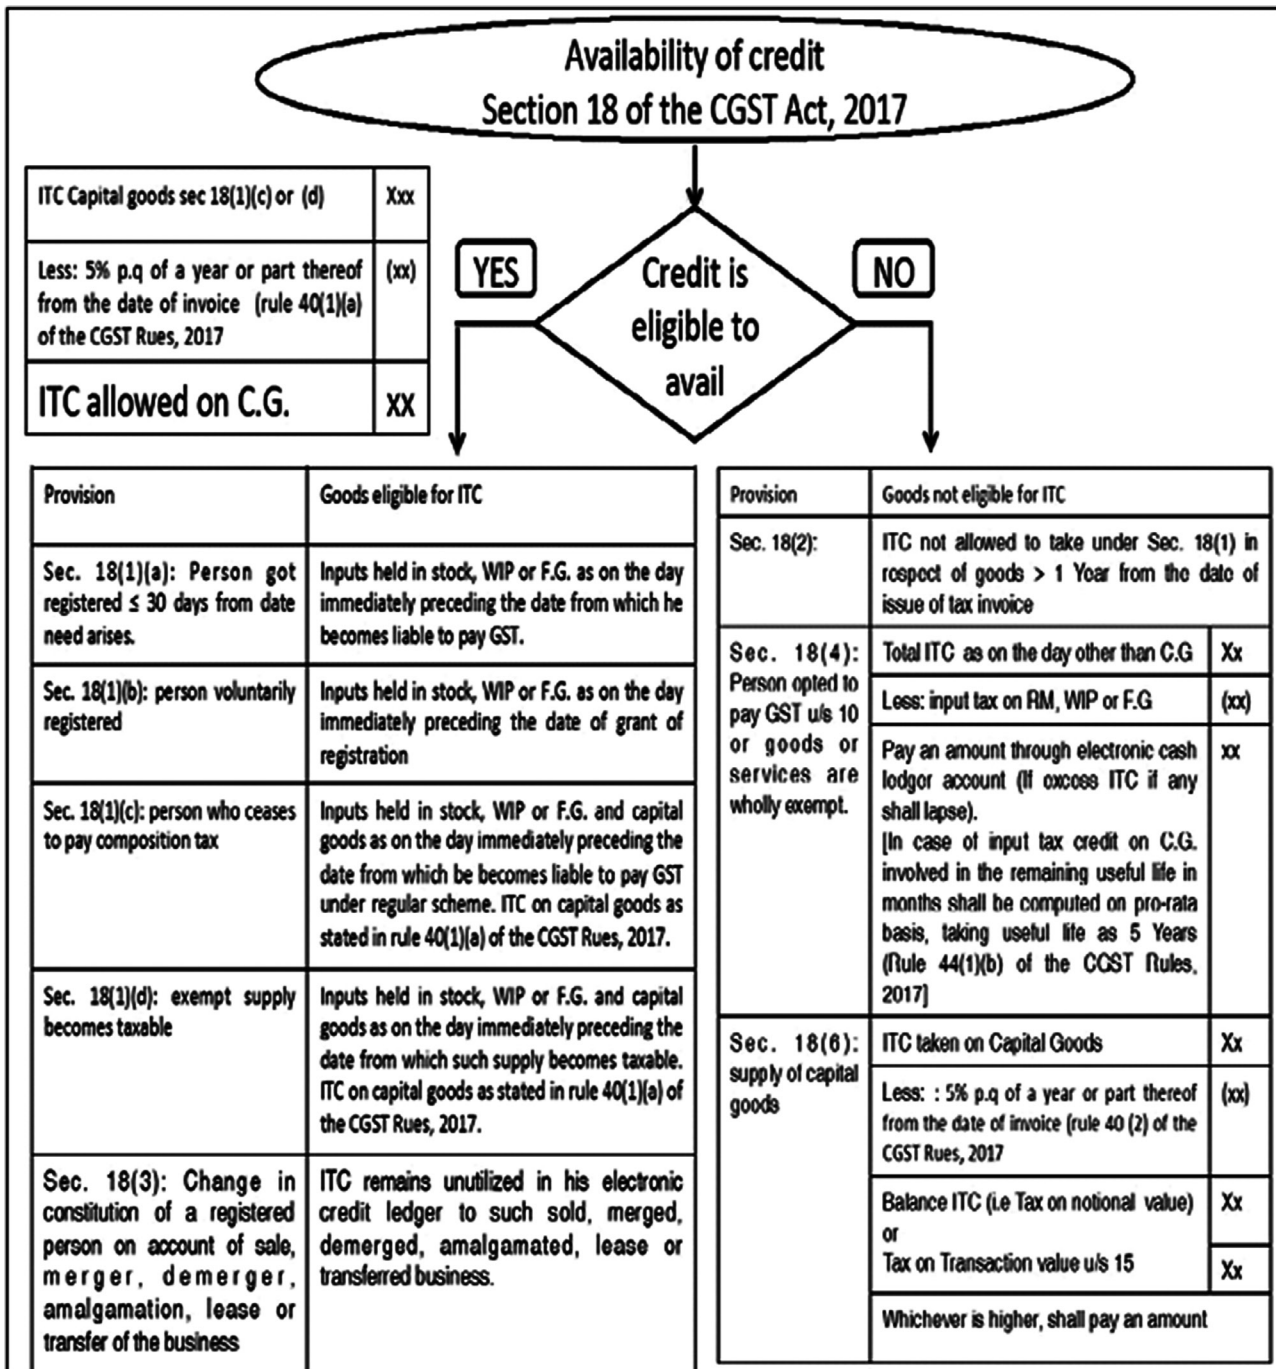 Availability of credit
Section 18 of the CGST Act, 2017
ITC Capital goods sec 18(1)(c) or (d)
Xxx
Less: 5% p.q of a year or part thereof
(xx)
from the date of invoice (rule 40(1)(a)
of the CGST Rues, 2017
ITC allowed on C.G.
xx
YES
Credit is
eligible to
avail
NO
Provision
Goods eligible for ITC
Sec. 18(1)(a): Person got
registered ≤ 30 days from date
need arises.
Inputs held in stock, WIP or F.G. as on the day
immediately preceding the date from which he
becomes liable to pay GST.
Sec. 18(1)(b): person voluntarily
registered
Inputs held in stock, WIP or F.G. as on the day
immediately preceding the date of grant of
registration
Sec. 18(1)(c): person who ceases
to pay composition tax
Inputs held in stock, WIP or F.G. and capital
goods as on the day immediately preceding the
date from which be becomes liable to pay GST
under regular scheme. ITC on capital goods as
stated in rule 40(1)(a) of the CGST Rues, 2017.
Sec. 18(1)(d): exempt supply
becomes taxable
Inputs held in stock, WIP or F.G. and capital
goods as on the day immediately preceding the
date from which such supply becomes taxable.
ITC on capital goods as stated in rule 40(1)(a) of
the CGST Rues, 2017.
Sec. 18(3): Change in
constitution of a registered
person on account of sale,
merger, demerger,
amalgamation, lease or
transfer of the business
ITC remains unutilized in his electronic
credit ledger to such sold, merged,
demerged, amalgamated, lease or
transferred business.
Provision
Goods not eligible for ITC
Sec. 18(2):
ITC not allowed to take under Sec. 18(1) in
respect of goods > 1 Year from the date of
issue of tax invoice
Sec. 18(4):
Person opted to
pay GST u/s 10
or goods or
services are
wholly exempt.
Total ITC as on the day other than C.G
Xx
Less: input tax on RM, WIP or F.G
(xx)
Pay an amount through electronic cash
xx
lodgor account (If oxcoss ITC if any
shall lapse).
[In case of input tax credit on C.G.
involved in the remaining useful life in
months shall be computed on pro-rata
basis, taking useful life as 5 Years
(Rule 44(1)(b) of the CGST Rules,
2017]
Sec. 18(6):
supply of capital
goods
ITC taken on Capital Goods
Xx
Less: : 5% p.q of a year or part thereof
(xx)
from the date of invoice (rule 40 (2) of the
CGST Rues, 2017
Balance ITC (i.e Tax on notional value)
Xx
or
Tax on Transaction value u/s 15
Xx
Whichever is higher, shall pay an amount